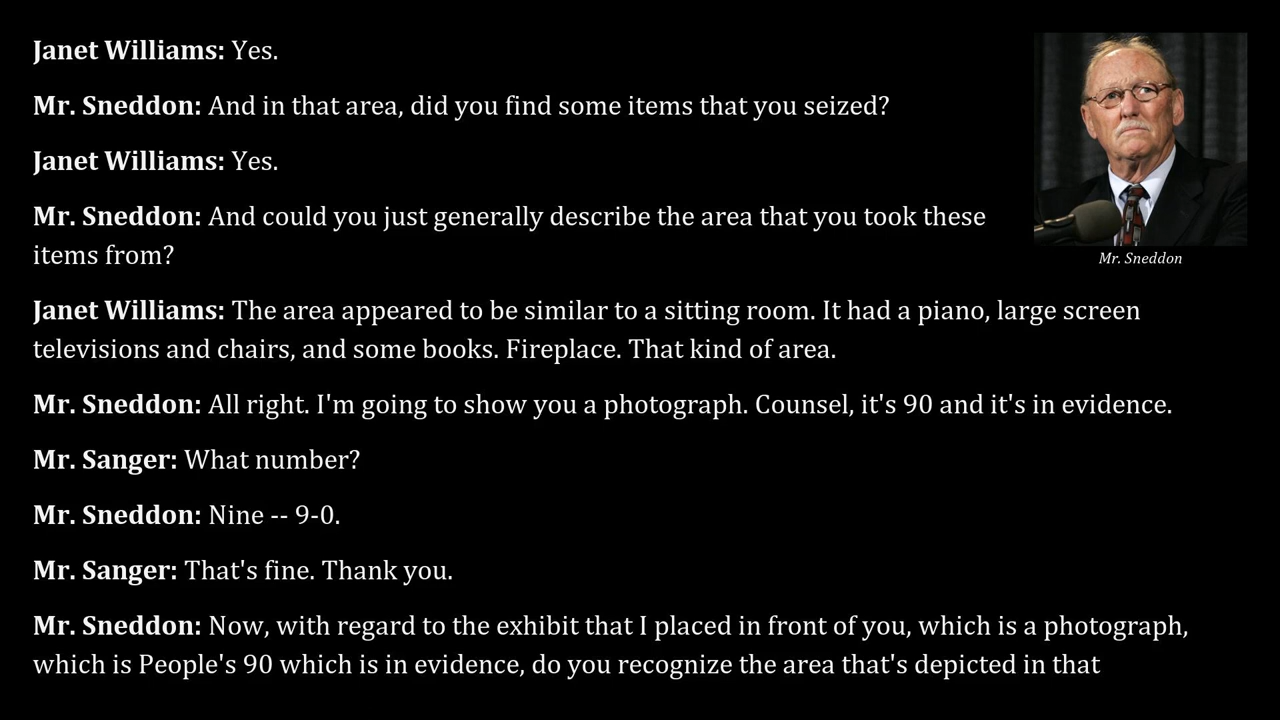 Janet Williams: Yes.
Mr. Sneddon: And in that area, did you find some items that you seized?
Janet Williams: Yes.
Mr. Sneddon: And could you just generally describe the area that you took these
items from?
Mr. Sneddon
Janet Williams: The area appeared to be similar to a sitting room. It had a piano, large screen
televisions and chairs, and some books. Fireplace. That kind of area.
Mr. Sneddon: All right. I'm going to show you a photograph. Counsel, it's 90 and it's in evidence.
Mr. Sanger: What number?
Mr. Sneddon: Nine -- 9-0.
Mr. Sanger: That's fine. Thank you.
Mr. Sneddon: Now, with regard to the exhibit that I placed in front of you, which is a photograph,
which is People's 90 which is in evidence, do you recognize the area that's depicted in that